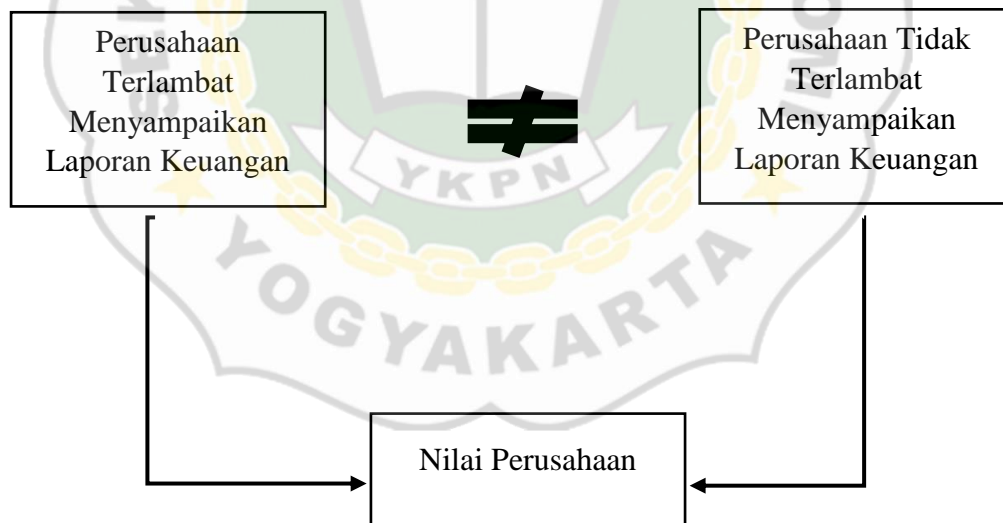 Perusahaan
Terlambat
Menyampaikan
Laporan Keuangan
≠
Perusahaan Tidak
Terlambat
Menyampaikan
Laporan Keuangan
YKPN
YOGYAKARTA
Nilai Perusahaan